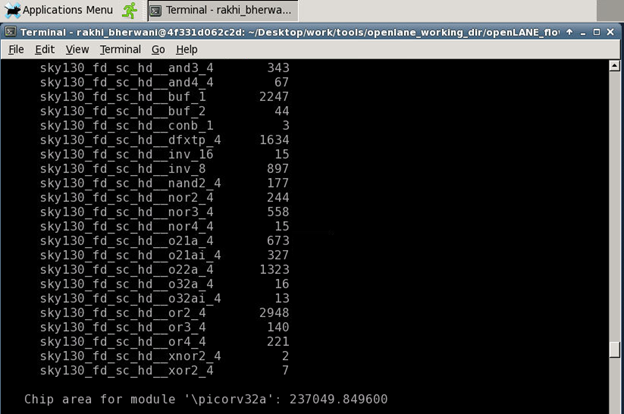 Applications Menu Terminal - rakhi_bherwa...
Terminal - rakhi_bherwani@4f331d062c2d: ~/Desktop/work/tools/openlane_working_dir/openLANE_flo
File Edit View Terminal Go Help
sky130_fd_sc_hd__and3_4 343
sky130_fd_sc_hd__and4_4 67
sky130_fd_sc_hd__buf_1 2247
sky130_fd_sc_hd__buf_2 44
sky130_fd_sc_hd__conb_1 3
sky130_fd_sc_hd__dfxtp_4 1634
sky130_fd_sc_hd__inv_16 15
sky130_fd_sc_hd__inv_8 897
sky130_fd_sc_hd__nand2_4 177
sky130_fd_sc_hd__nor2_4 244
sky130_fd_sc_hd__nor3_4 558
sky130_fd_sc_hd__nor4_4 15
sky130_fd_sc_hd__o21a_4 673
sky130_fd_sc_hd__o21ai_4 327
sky130_fd_sc_hd__o22a_4 1323
sky130_fd_sc_hd__o32a_4 16
sky130_fd_sc_hd__o32ai_4 13
sky130_fd_sc_hd__or2_4 2948
sky130_fd_sc_hd__or3_4 140
sky130_fd_sc_hd__or4_4 221
sky130_fd_sc_hd__xnor2_4 2
sky130_fd_sc_hd__xor2_4 7
Chip area for module '\picorv32a': 237049.849600